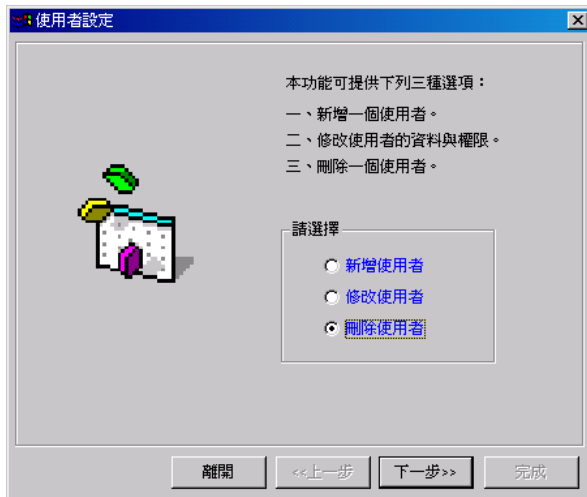 使用者設定
本功能可提供下列三種選項：
一、新增一個使用者。
二、修改使用者的資料與權限。
三、刪除一個使用者。
請選擇
新增使用者
修改使用者
刪除使用者
離開
<<上一步
下一步>>
完成